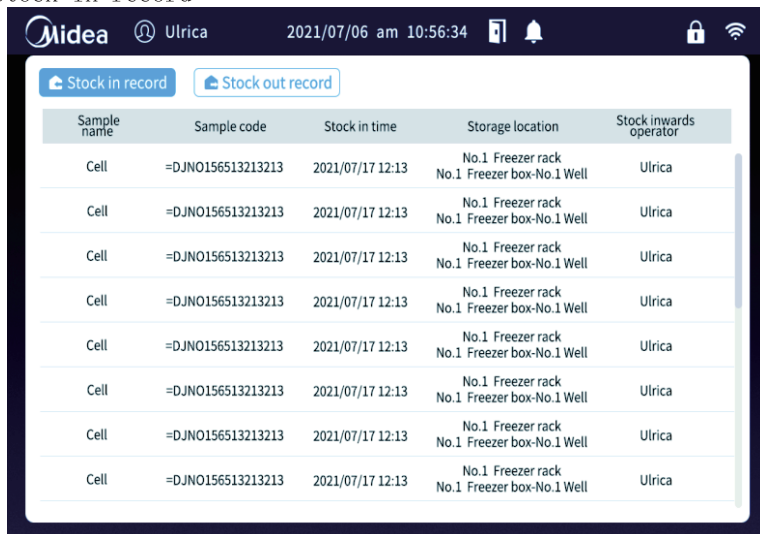 Midea Ulrica 2021/07/06 am 10:56:34
Stock in record Stock out record
Sample name Sample code Stock in time Storage location Stock inwards operator
Cell =DJNO156513213213 2021/07/17 12:13 No.1 Freezer rack No.1 Freezer box-No.1 Well Ulrica
Cell =DJNO156513213213 2021/07/17 12:13 No.1 Freezer rack No.1 Freezer box-No.1 Well Ulrica
Cell =DJNO156513213213 2021/07/17 12:13 No.1 Freezer rack No.1 Freezer box-No.1 Well Ulrica
Cell =DJNO156513213213 2021/07/17 12:13 No.1 Freezer rack No.1 Freezer box-No.1 Well Ulrica
Cell =DJNO156513213213 2021/07/17 12:13 No.1 Freezer rack No.1 Freezer box-No.1 Well Ulrica
Cell =DJNO156513213213 2021/07/17 12:13 No.1 Freezer rack No.1 Freezer box-No.1 Well Ulrica
Cell =DJNO156513213213 2021/07/17 12:13 No.1 Freezer rack No.1 Freezer box-No.1 Well Ulrica
Cell =DJNO156513213213 2021/07/17 12:13 No.1 Freezer rack No.1 Freezer box-No.1 Well Ulrica